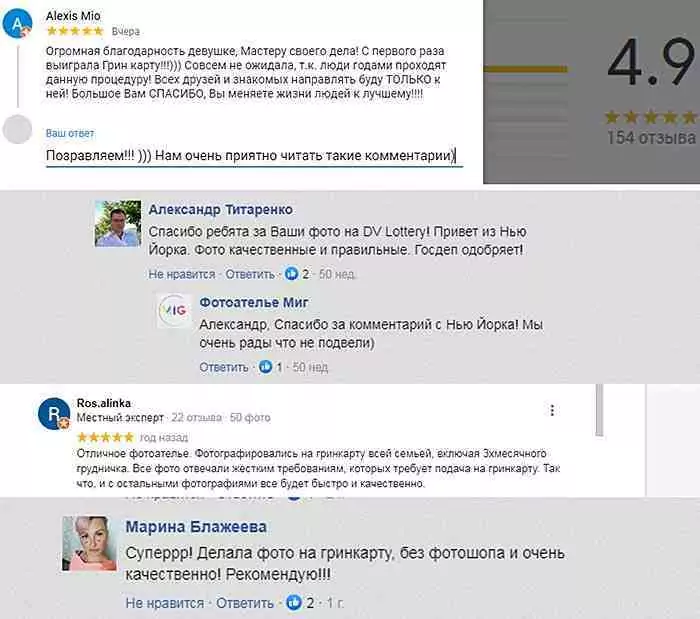 A
Alexis Mio
Вчера
Огромная благодарность девушке, Мастеру своего дела! С первого раза
выиграла Грин карту!!!))) Совсем не ожидала, т.к. люди годами проходят
данную процедуру! Всех друзей и знакомых направлять буду ТОЛЬКО к
ней! Большое Вам СПАСИБО, Вы меняете жизни людей к лучшему!!!!
Ваш ответ
Позравляем!!! ))) Нам очень приятно читать такие комментарии)
4.9
154 отзыва
Александр Титаренко
Спасибо ребята за Ваши фото на DV Lottery! Привет из Нью
Йорка. Фото качественные и правильные. Госдеп одобряет!
Не нравится · Ответить · 2 · 50 нед.
MIG
Фотоателье Миг
Александр, Спасибо за комментарий с Нью Йорка! Мы
очень рады что не подвели)
Ответить · 1 · 50 нед.
R
Ros.alinka
Местный эксперт · 22 отзыва · 50 фото
год назад
Отличное фотоателье. Фотографировались на гринкарту всей семьей, включая 3хмесячного
грудничка. Все фото отвечали жестким требованиям, которых требует подача на гринкарту. Так
что, и с остальными фотографиями все будет быстро и качественно.
Марина Блажеева
Суперрр! Делала фото на гринкарту, без фотошопа и очень
качественно! Рекомендую!!!
Не нравится · Ответить · 2 · 1 г.